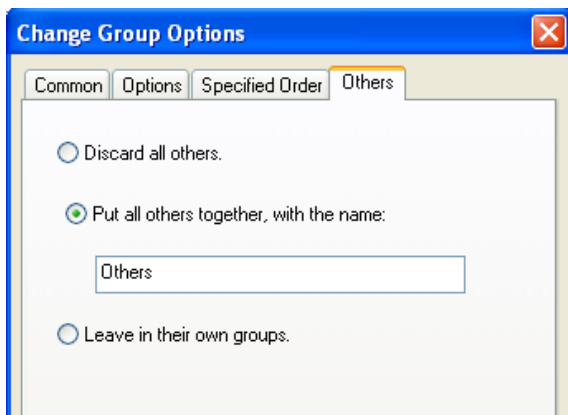 Change Group Options
Common Options Specified Order Others
Discard all others.
Put all others together, with the name:
Others
Leave in their own groups.